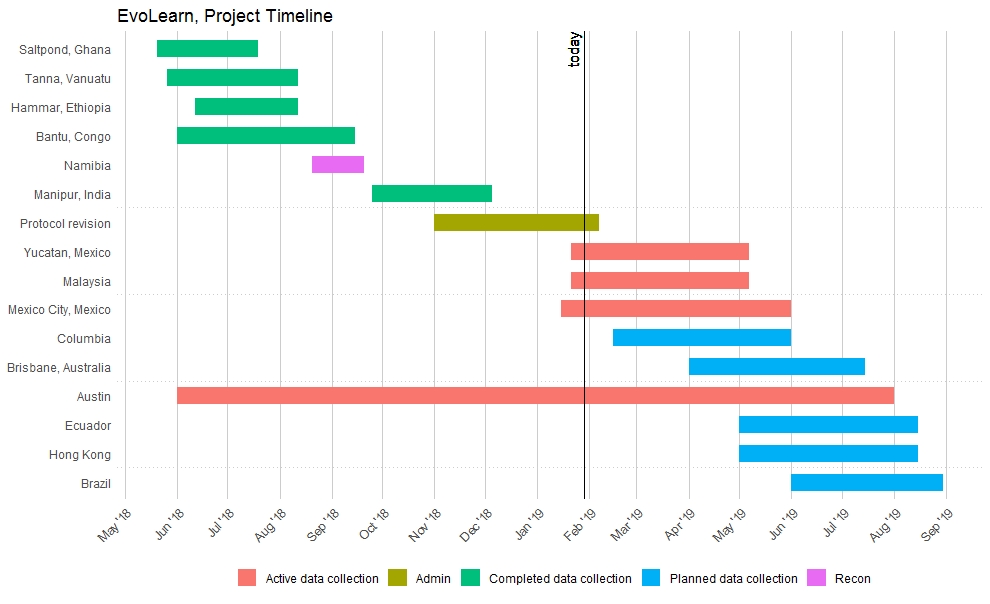 EvoLearn, Project Timeline
today
Saltpond, Ghana
Tanna, Vanuatu
Hammar, Ethiopia
Bantu, Congo
Namibia
Manipur, India
Protocol revision
Yucatan, Mexico
Malaysia
Mexico City, Mexico
Columbia
Brisbane, Australia
Austin
Ecuador
Hong Kong
Brazil
May '18 Jun '18 Jul '18 Aug '18 Sep '18 Oct '18 Nov '18 Dec '18 Jan '19 Feb '19 Mar '19 Apr '19 May '19 Jun '19 Jul '19 Aug '19 Sep '19
Active data collection Admin Completed data collection Planned data collection Recon